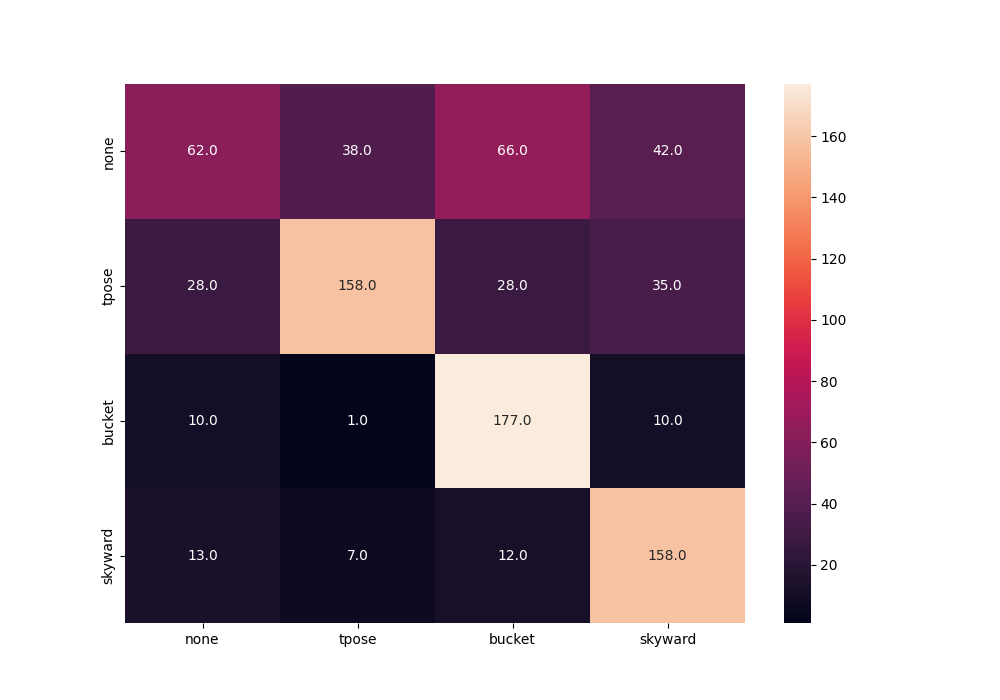 none 62.0 38.0 66.0 42.0
tpose 28.0 158.0 28.0 35.0
bucket 10.0 1.0 177.0 10.0
skyward 13.0 7.0 12.0 158.0
none tpose bucket skyward
160
140
120
100
80
60
40
20